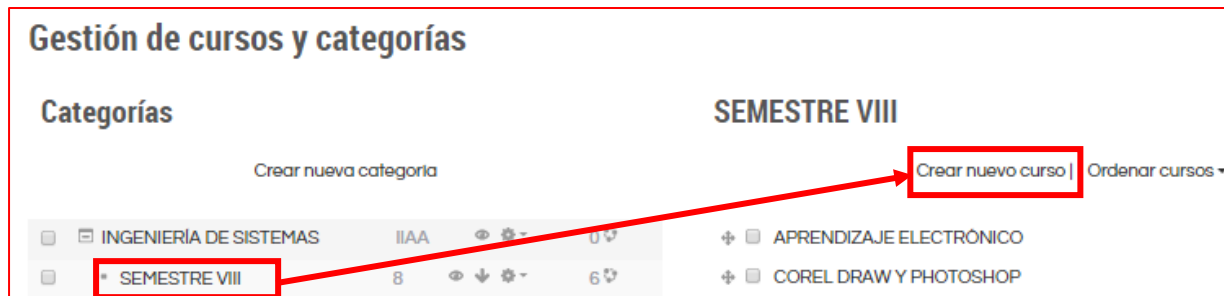 Gestión de cursos y categorías
Categorías
SEMESTRE VIII
Crear nueva categoría
Crear nuevo curso | Ordenar cursos
INGENIERÍA DE SISTEMAS IIAA 0
APRENDIZAJE ELECTRÓNICO
SEMESTRE VIII 8 6
COREL DRAW Y PHOTOSHOP